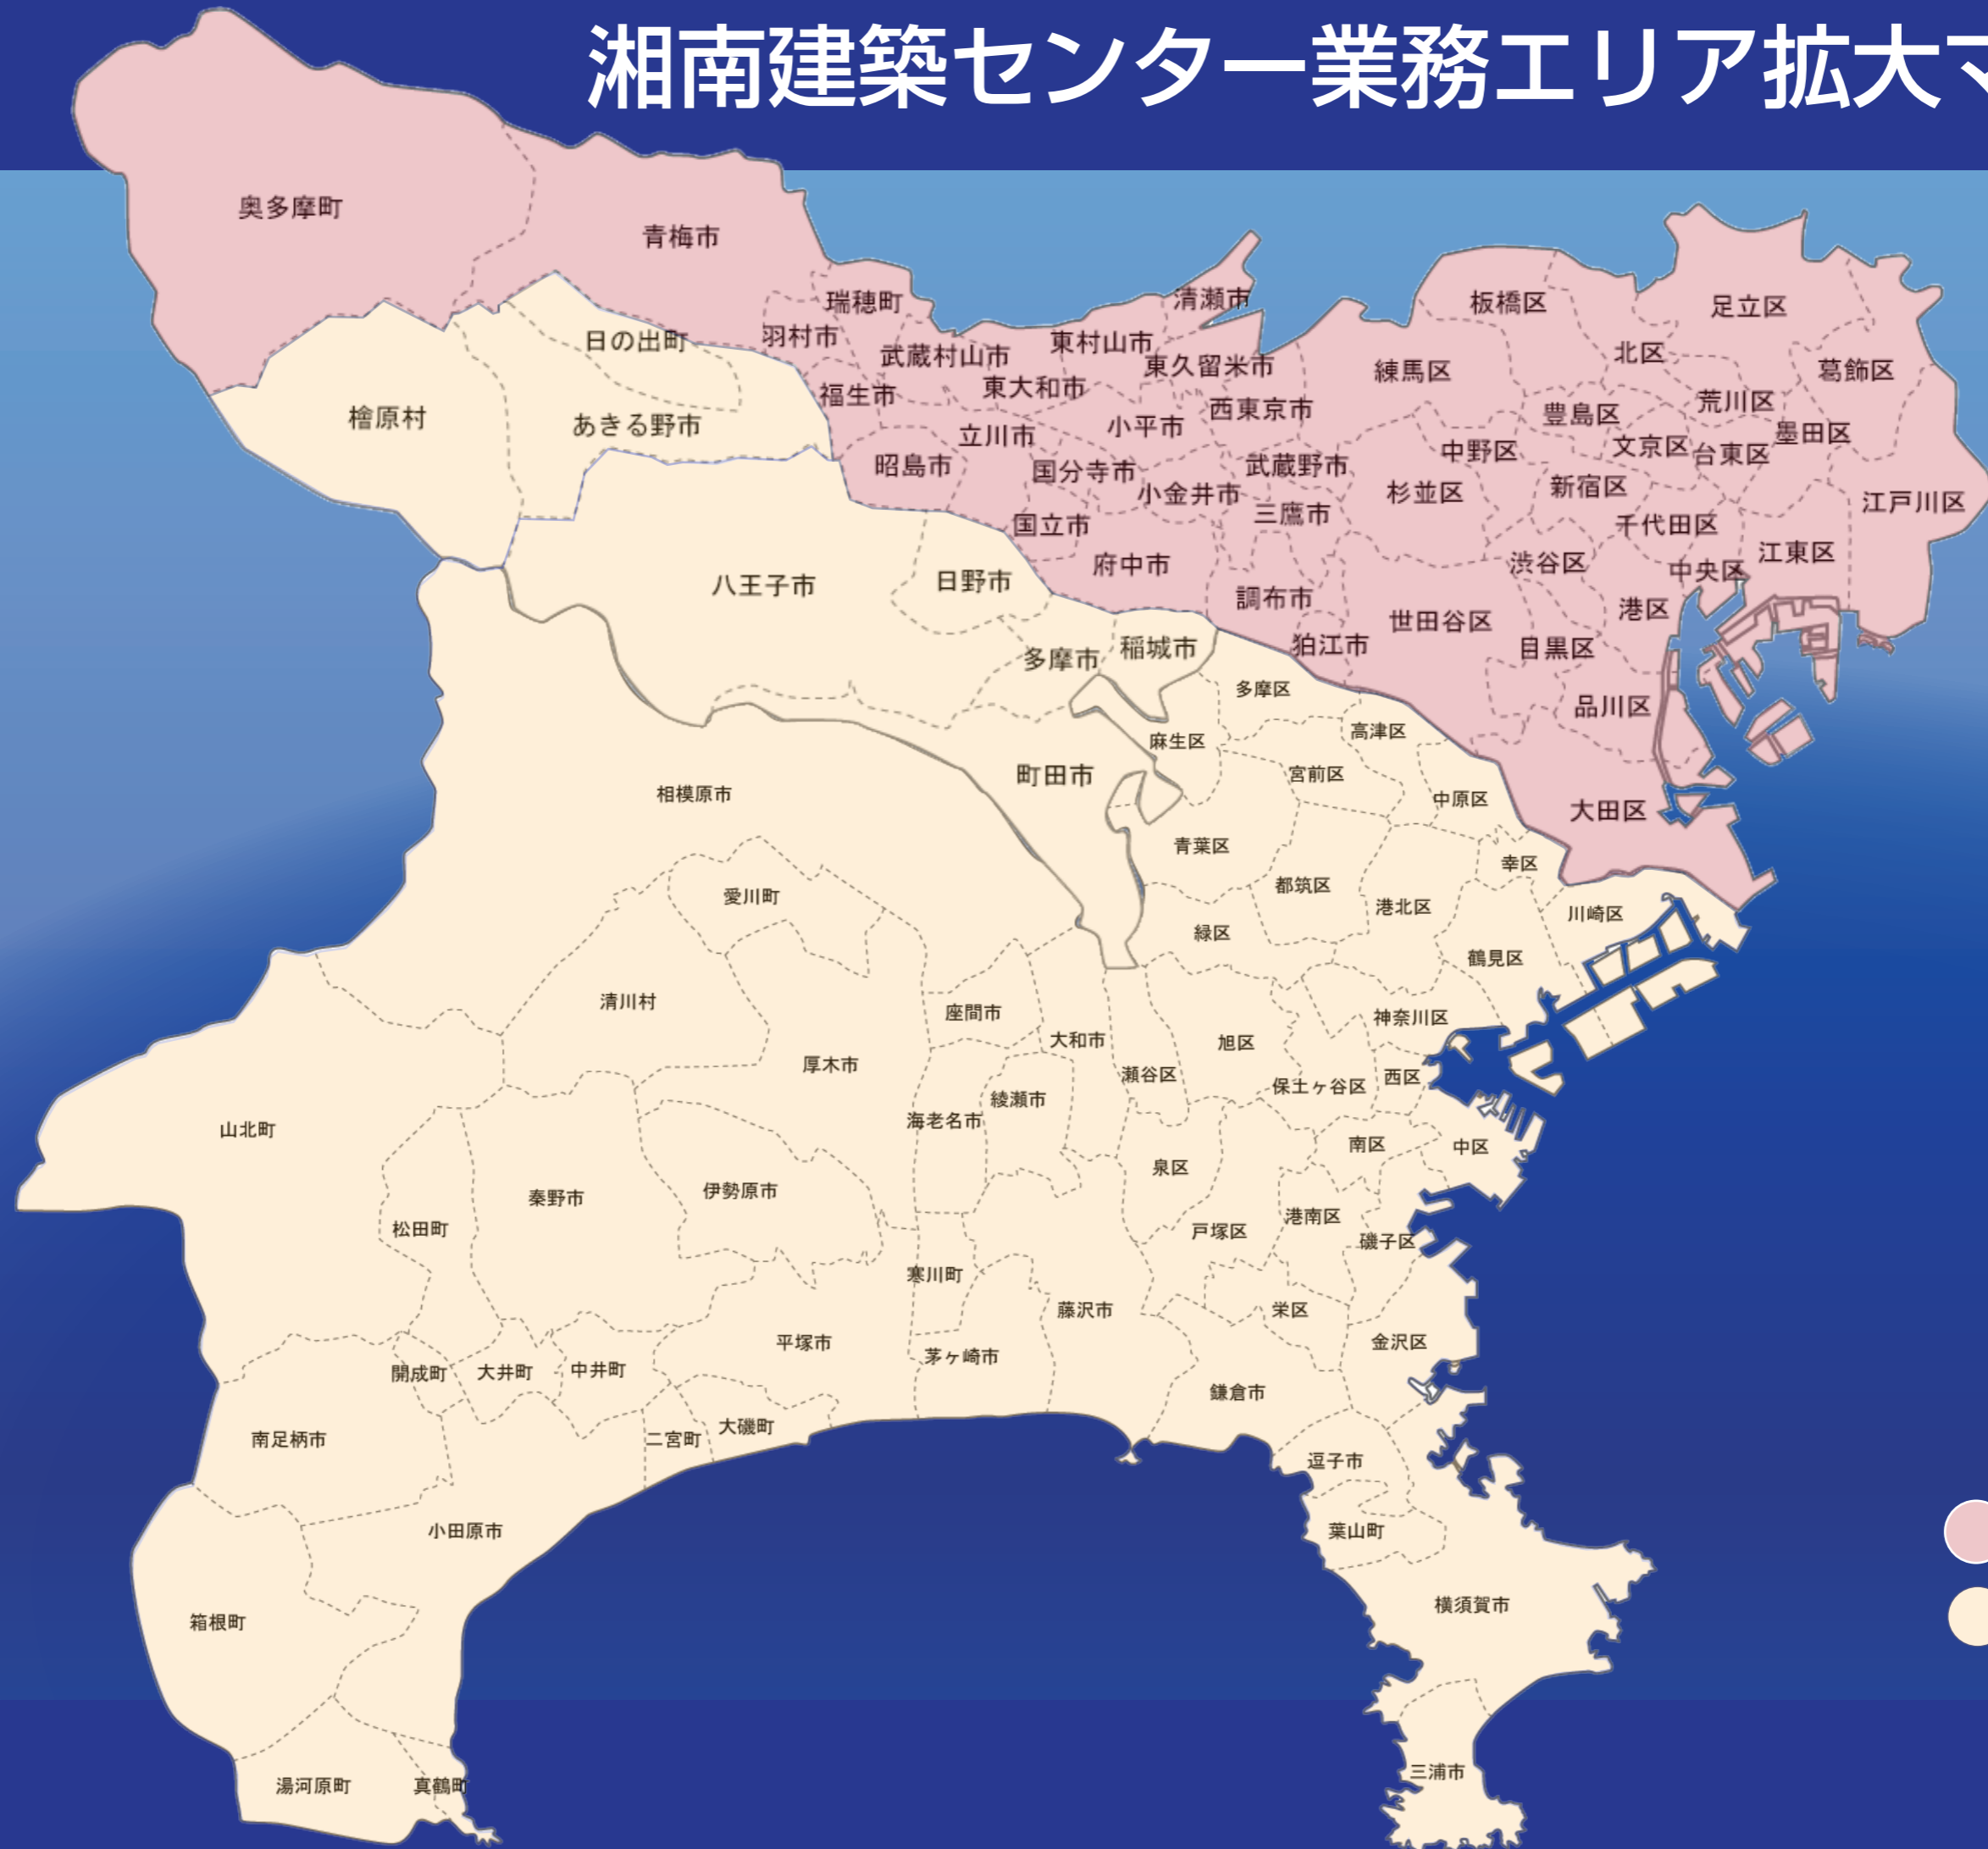 湘南建築センター業務エリア拡大マ
奥多摩町
青梅市
瑞穂町
清瀬市
板橋区
足立区
日の出町
羽村市
武蔵村山市
東村山市
東久留米市
練馬区
北区
葛飾区
檜原村
あきる野市
福生市
東大和市
小平市
西東京市
豊島区
荒川区
立川市
中野区
文京区
台東区
墨田区
昭島市
国分寺市
武蔵野市
小金井市
杉並区
新宿区
江戸川区
国立市
三鷹市
千代田区
八王子市
日野市
府中市
渋谷区
中央区
江東区
調布市
世田谷区
港区
多摩市
稲城市
狛江市
目黒区
多摩区
品川区
麻生区
高津区
相模原市
町田市
宮前区
中原区
大田区
青葉区
幸区
愛川町
都筑区
港北区
川崎区
緑区
鶴見区
清川村
座間市
神奈川区
厚木市
大和市
旭区
瀬谷区
保土ヶ谷区
西区
山北町
海老名市
綾瀬市
南区
中区
泉区
松田町
秦野市
伊勢原市
戸塚区
港南区
磯子区
寒川町
藤沢市
栄区
開成町
大井町
中井町
平塚市
茅ヶ崎市
金沢区
鎌倉市
南足柄市
二宮町
大磯町
逗子市
小田原市
葉山町
箱根町
横須賀市
湯河原町
真鶴町
三浦市